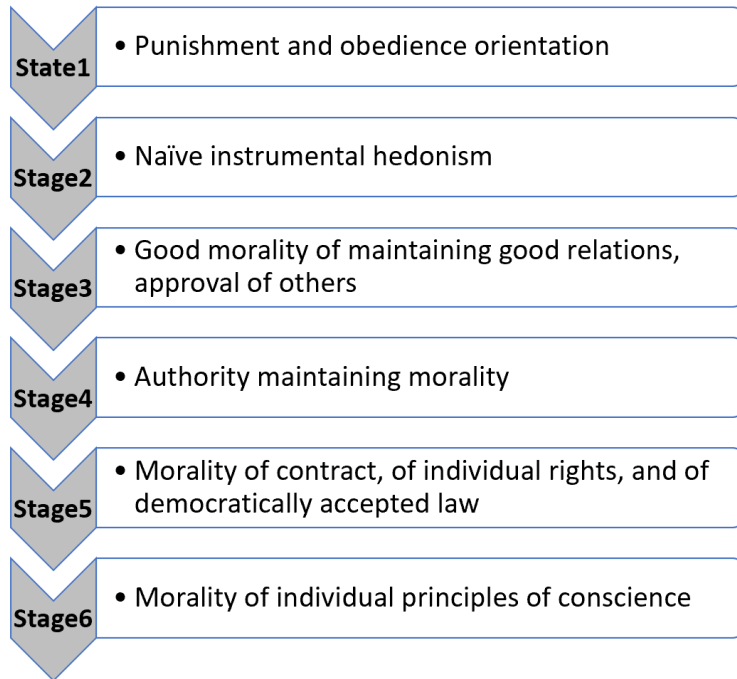 State1
• Punishment and obedience orientation
Stage2
• Naïve instrumental hedonism
Stage3
• Good morality of maintaining good relations,
approval of others
Stage4
• Authority maintaining morality
Stage5
• Morality of contract, of individual rights, and of
democratically accepted law
Stage6
• Morality of individual principles of conscience